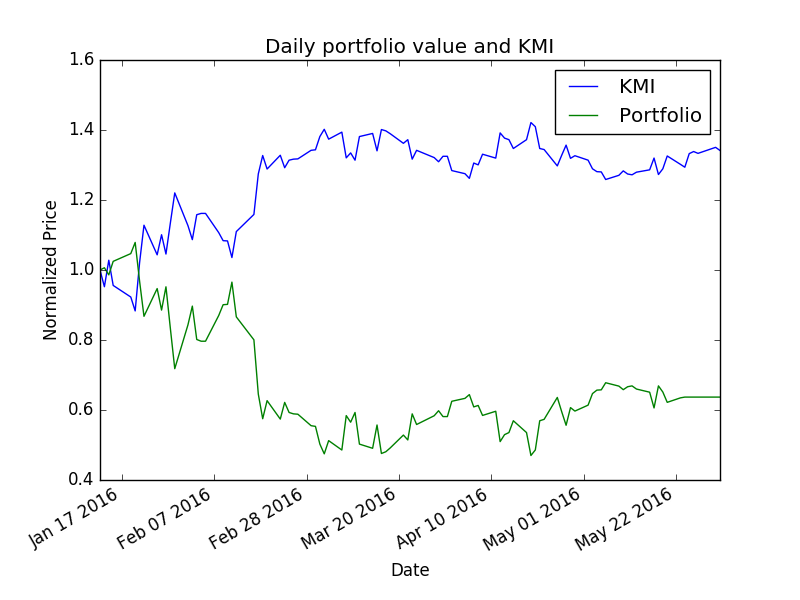 Daily portfolio value and KMI
1.6
1.4
1.2
1.0
0.8
0.6
0.4
Normalized Price
KMI
Portfolio
Jan 17 2016
Feb 07 2016
Feb 28 2016
Mar 20 2016
Apr 10 2016
May 01 2016
May 22 2016
Date